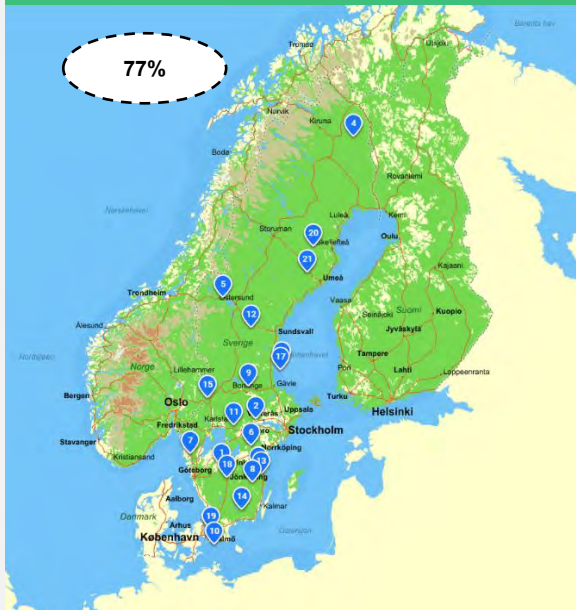 Barents hav
Tromsø
Utsjoki
77%
Narvik
Kiruna
4
Bodø
Rovaniemi
Norskehavet
Luleå
Kemi
Storuman
20
Oulu
21
Kajaani
5
Umeå
Trondheim
Östersund
Vaasa
12
Suomi
Kuopio
Seinäjoki
Ålesund
Sundsvall
Jyväskylä
Sverige
17
Norge
Tampere
Pori
Lillehammer
9
Lahti
Lappeenranta
15
Gävle
Bergen
Turku
Oslo
2
Uppsala
Helsinki
11
Fredrikstad
6
Stockholm
Stavanger
7
Kristiansand
1
Norrköping
13
Göteborg
18
8
Aalborg
14
Kalmar
Danmark
19
Århus
10
København